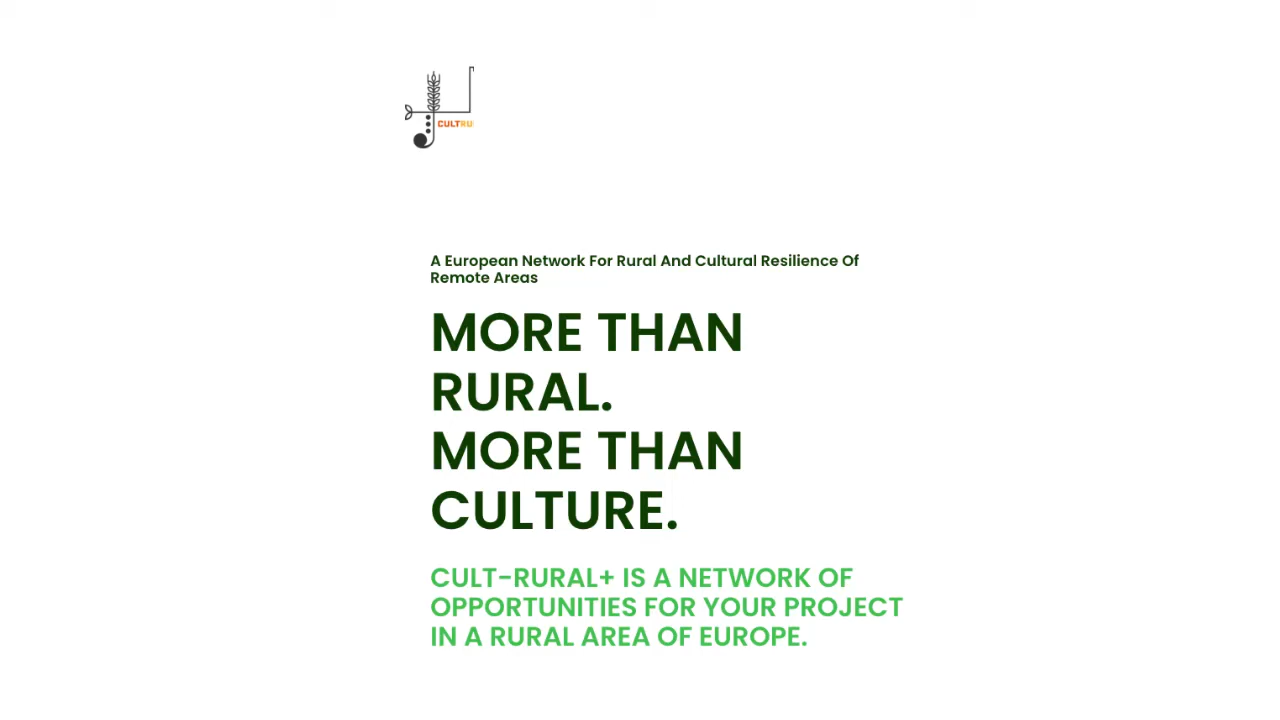 CULTRU
A European Network For Rural And Cultural Resilience Of
Remote Areas
MORE THAN
RURAL.
MORE THAN
CULTURE.
CULT-RURAL+ IS A NETWORK OF
OPPORTUNITIES FOR YOUR PROJECT
IN A RURAL AREA OF EUROPE.